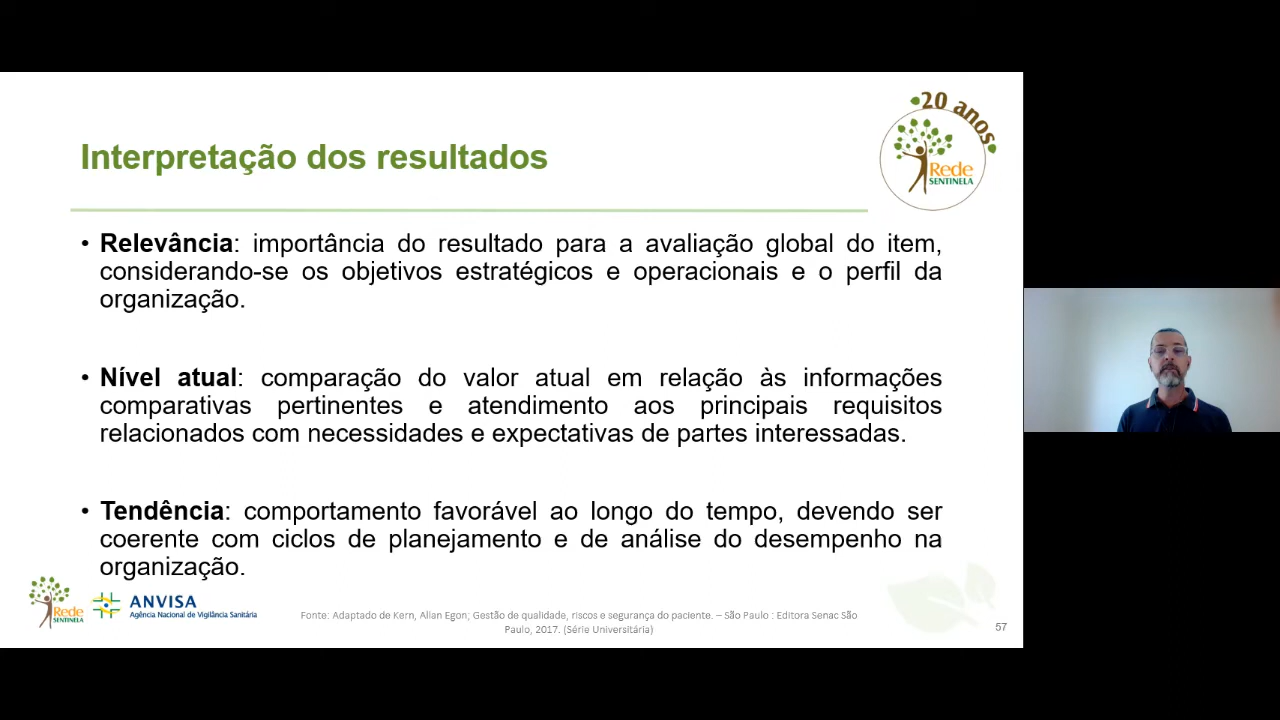 20 anos
Rede
SENTINELA
Interpretação dos resultados
• Relevância: importância do resultado para a avaliação global do item,
considerando-se os objetivos estratégicos e operacionais e o perfil da
organização.
• Nível atual: comparação do valor atual em relação às informações
comparativas pertinentes e atendimento aos principais requisitos
relacionados com necessidades e expectativas de partes interessadas.
• Tendência: comportamento favorável ao longo do tempo, devendo ser
coerente com ciclos de planejamento e de análise do desempenho na
organização.
Rede
SENTINELA
ANVISA
Agência Nacional de Vigilância Sanitária
Fonte: Adaptado de Kern, Allan Egon; Gestão de qualidade, riscos e segurança do paciente. – São Paulo : Editora Senac São
Paulo, 2017. (Série Universitária)
57